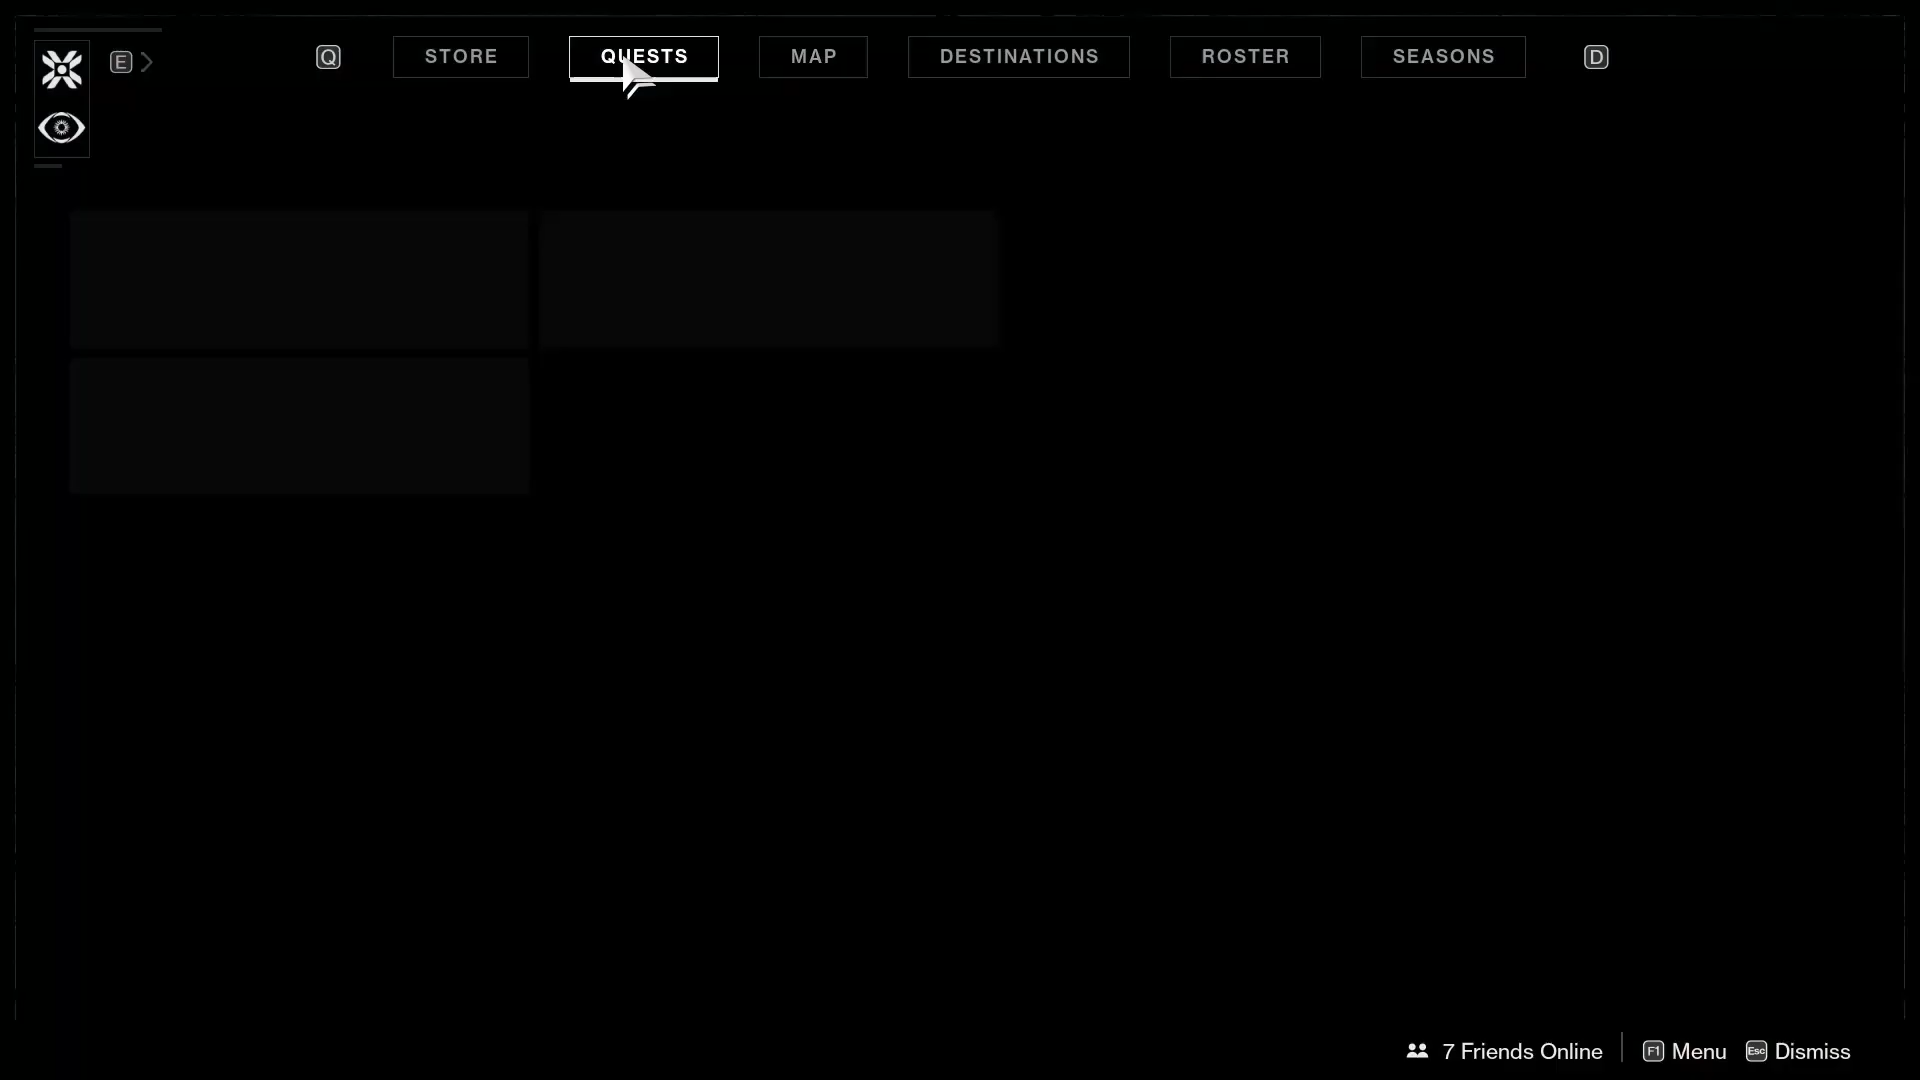 E
Q
STORE
QUESTS
MAP
DESTINATIONS
ROSTER
SEASONS
D
7 Friends Online
F1 Menu
Esc Dismiss